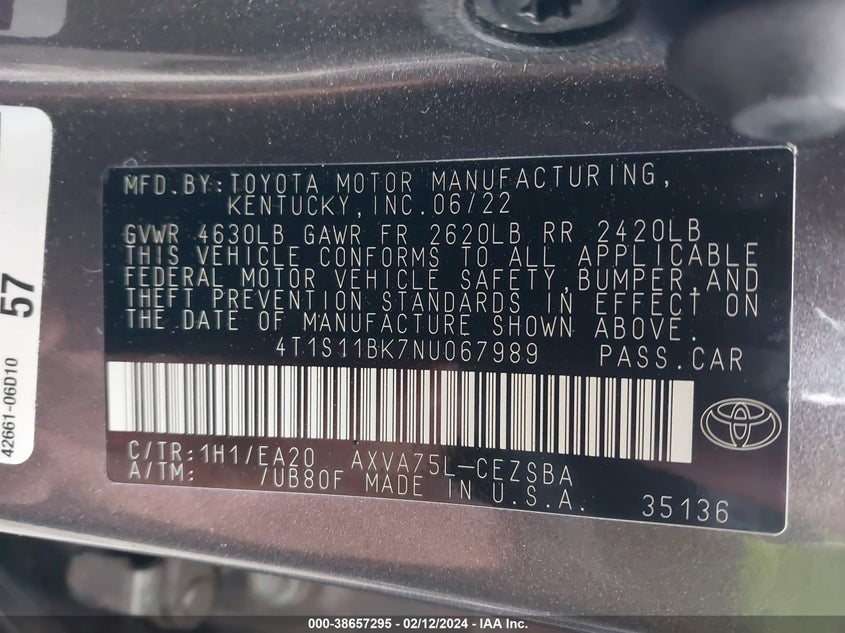 MFD.BY:TOYOTA MOTOR MANUFACTURING,
KENTUCKY,INC.06/22
GVWR 4630LB GAWR FR 2620LB RR 2420LB
THIS VEHICLE CONFORMS TO ALL APPLICABLE
FEDERAL MOTOR VEHICLE SAFETY,BUMPER,AND
THEFT PREVENTION STANDARDS IN EFFECT ON
THE DATE OF MANUFACTURE SHOWN ABOVE.
4T1S11BK7NU067989 PASS.CAR
C/TR:1H1/EA20 AXVA75L-CEZSBA
A/TM: /UB80F MADE IN U.S.A.
35136
57
42661-06D10
000-38657295 - 02/12/2024 - IAA Inc.